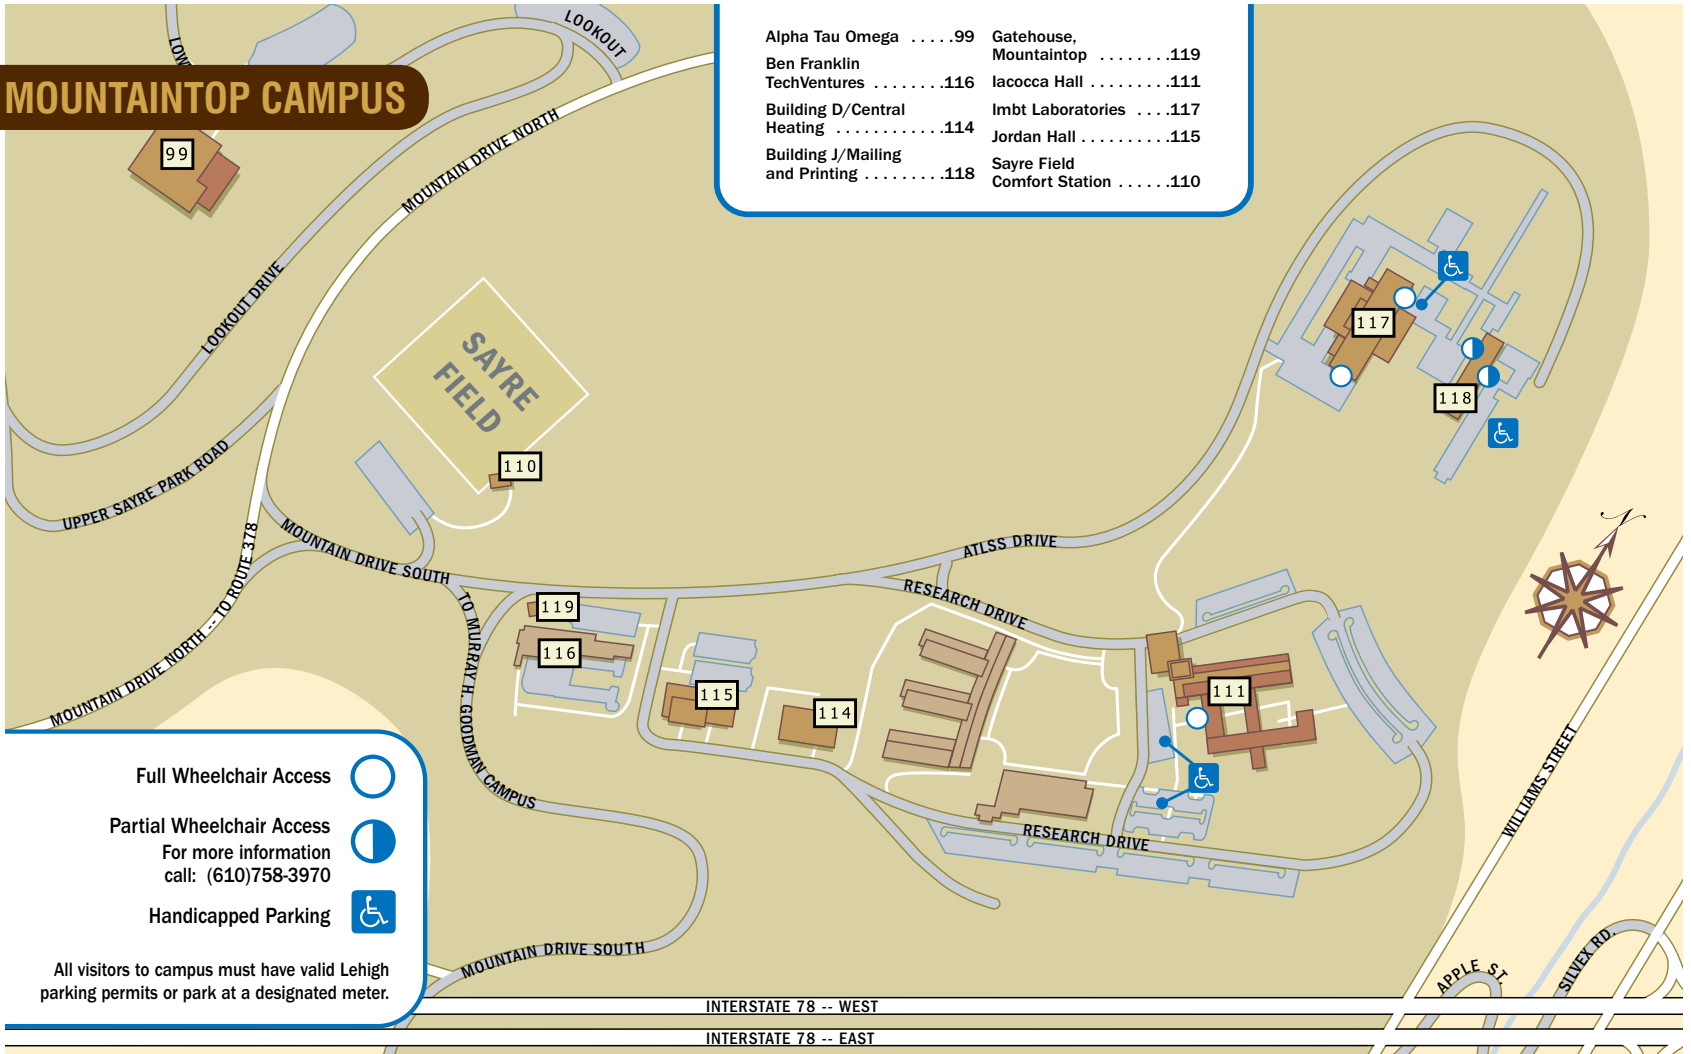 LOOKOUT
LOW
MOUNTAINTOP CAMPUS
Alpha Tau Omega . . . . .99
Ben Franklin
TechVentures . . . . . . . .116
Building D/Central
Heating . . . . . . . . . . . .114
Building J/Mailing
and Printing . . . . . . . . .118
Gatehouse,
Mountaintop . . . . . . . .119
Iacocca Hall . . . . . . . . .111
Imbt Laboratories . . . .117
Jordan Hall . . . . . . . . . .115
Sayre Field
Comfort Station . . . . . .110
99
MOUNTAIN DRIVE NORTH
LOOKOUT DRIVE
SAYRE
FIELD
110
117
118
UPPER SAYRE PARK ROAD
MOUNTAIN DRIVE SOUTH
MOUNTAIN DRIVE NORTH -- TO ROUTE 378
ATLSS DRIVE
RESEARCH DRIVE
N
TO MURRAY H. GOODMAN CAMPUS
119
116
115
114
111
WILLIAMS STREET
RESEARCH DRIVE
Full Wheelchair Access
Partial Wheelchair Access
For more information
call: (610)758-3970
Handicapped Parking
All visitors to campus must have valid Lehigh
parking permits or park at a designated meter.
MOUNTAIN DRIVE SOUTH
APPLE ST.
SILVEX RD.
INTERSTATE 78 -- WEST
INTERSTATE 78 -- EAST